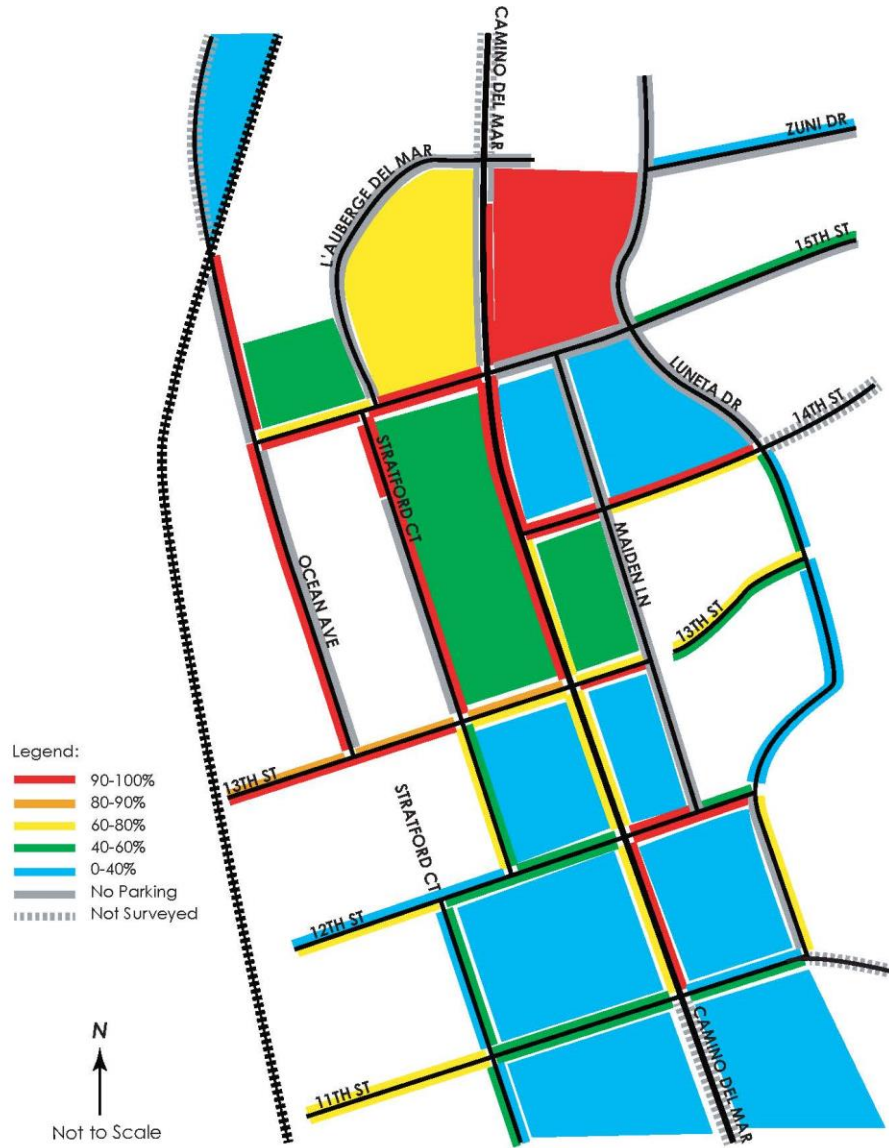 CAMINO DEL MAR
ZUNI DR
L'AUBERGE DEL MAR
15TH ST
LUNETA DR
14TH ST
STRATFORD CT
MAIDEN LN
OCEAN AVE
13TH ST
13TH ST
STRATFORD CT
12TH ST
CAMINO DEL MAR
11TH ST
Legend:
90-100%
80-90%
60-80%
40-60%
0-40%
No Parking
Not Surveyed
N
Not to Scale